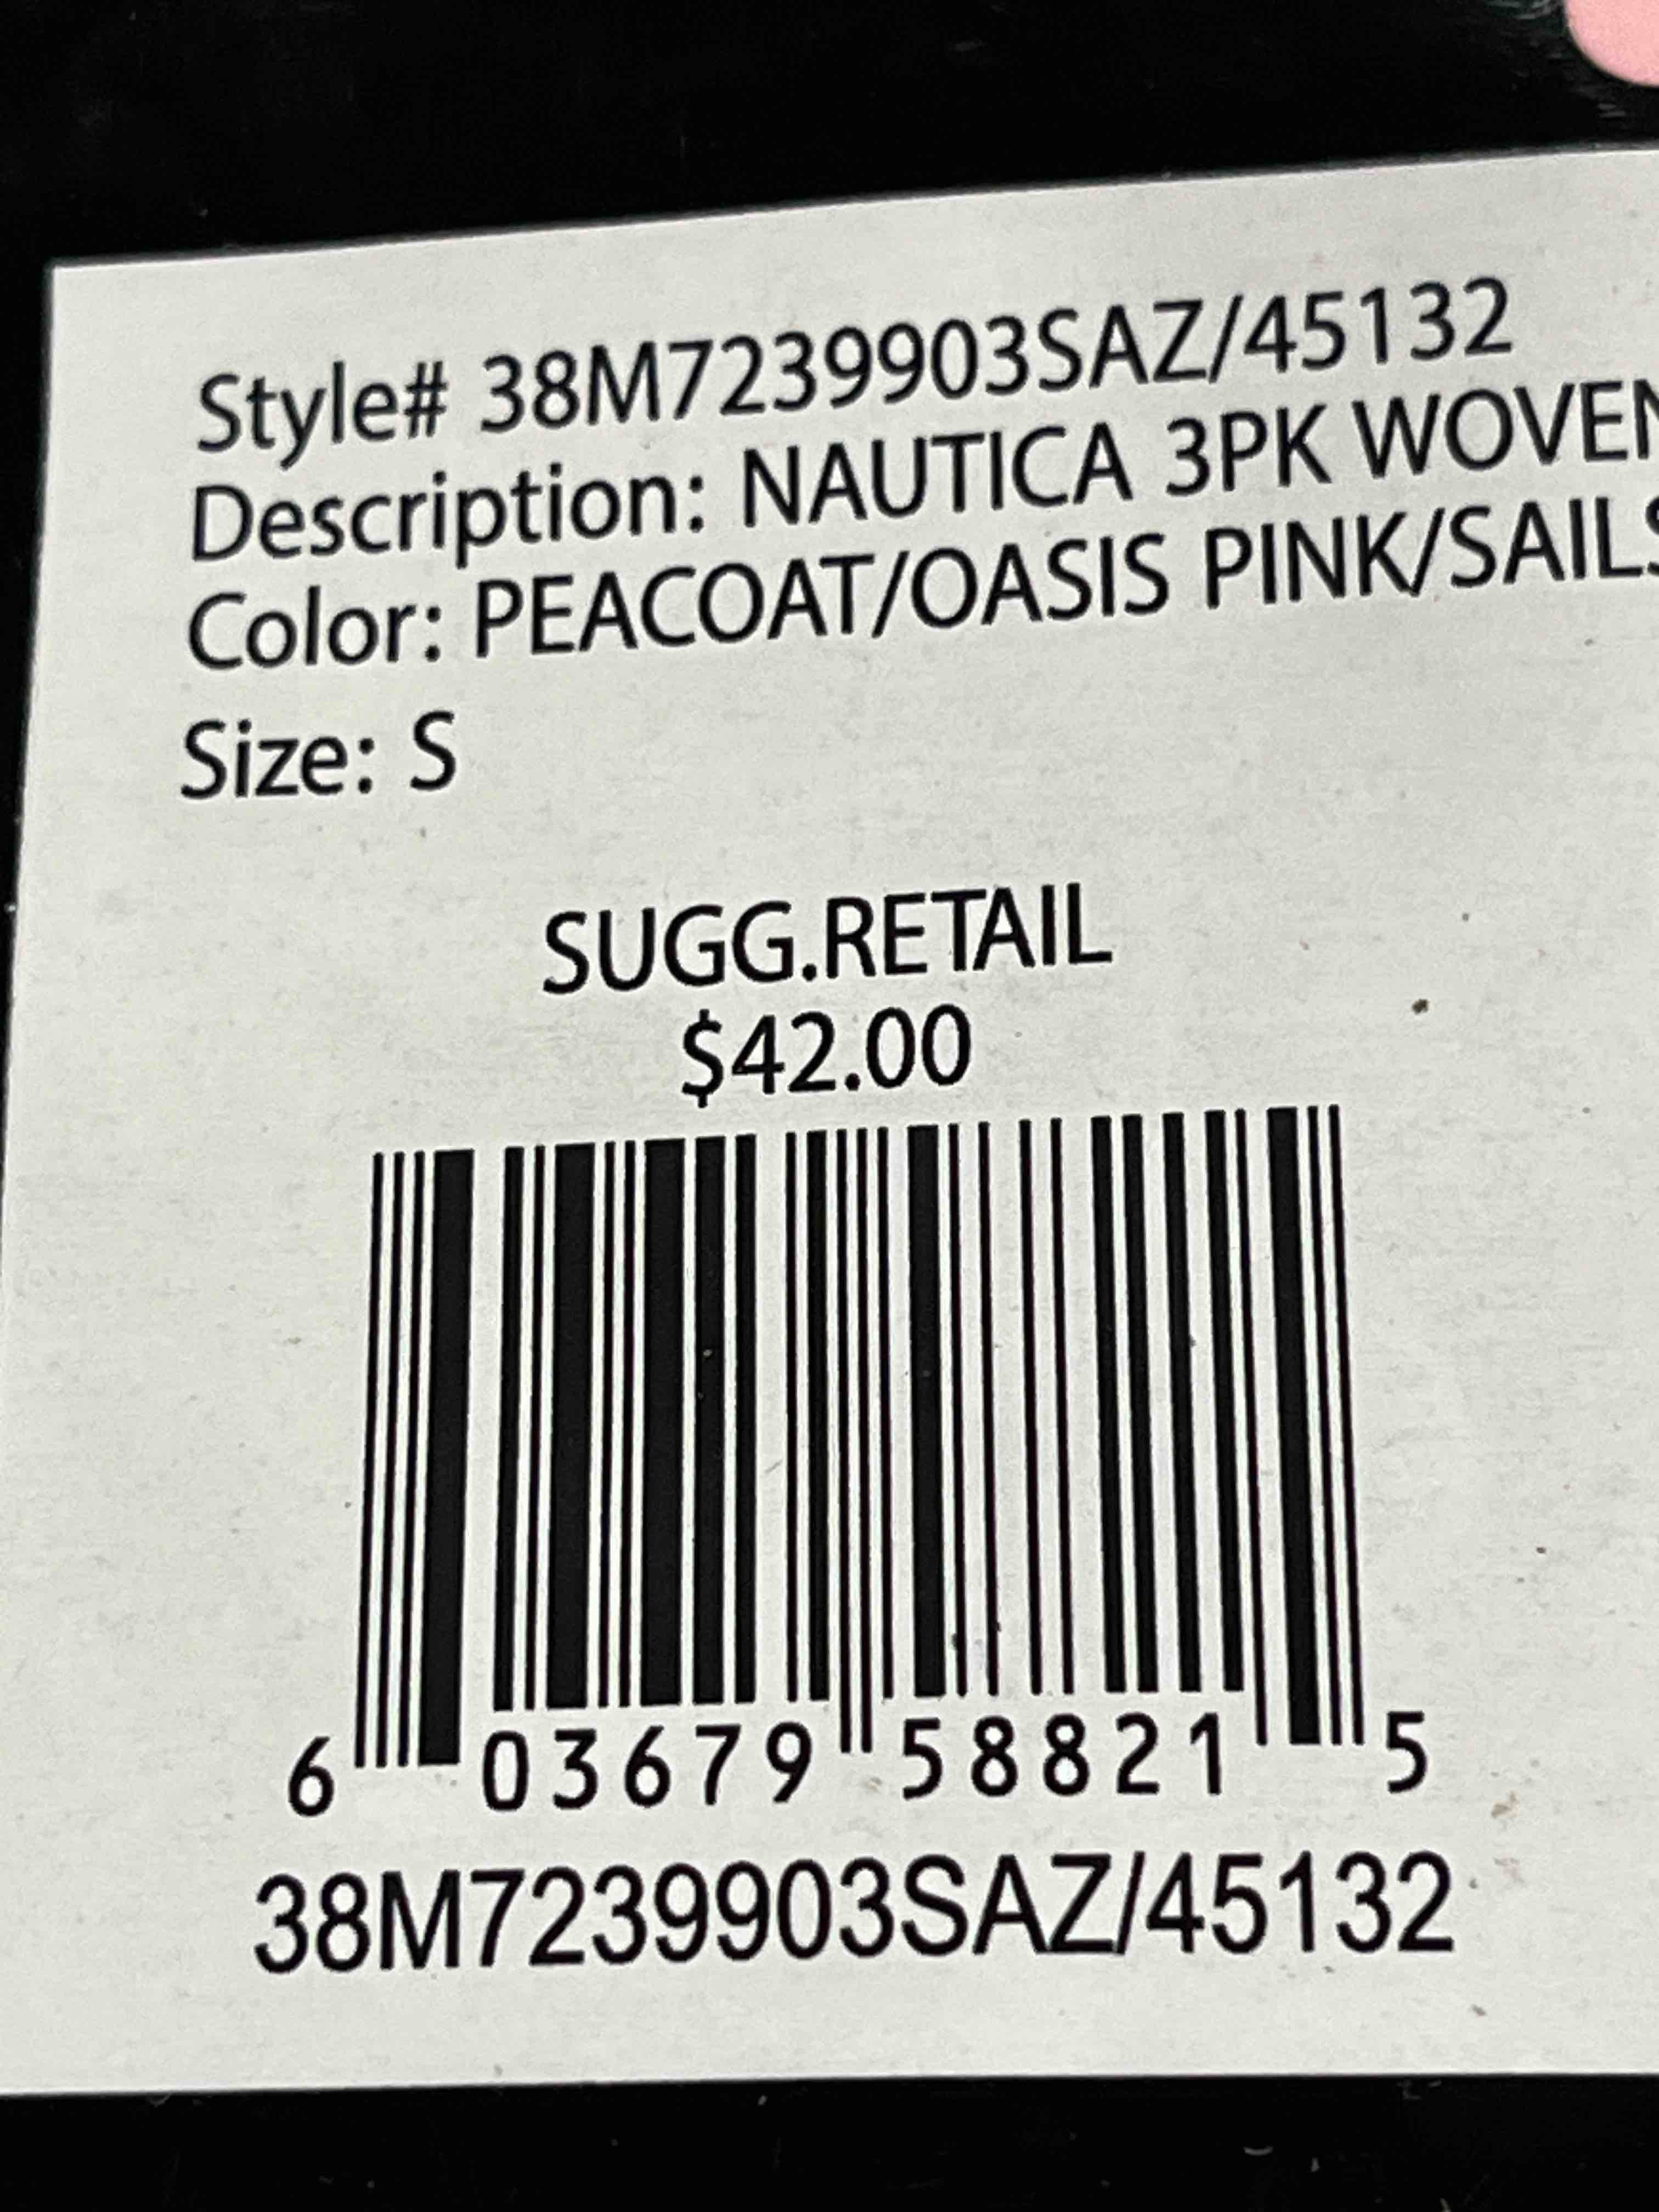 Style# 38M7239903SAZ/45132
Description: NAUTICA 3PK WOVEN
Color: PEACOAT/OASIS PINK/SAILS
Size: S
SUGG.RETAIL
$42.00
6 03679 58821 5
38M7239903SAZ/45132